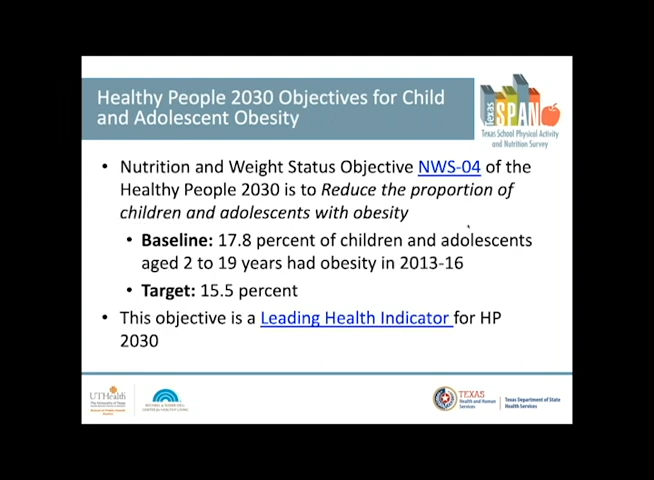 Healthy People 2030 Objectives for Child
and Adolescent Obesity
Texas
SPAN
Texas School Physical Activity
and Nutrition Survey
• Nutrition and Weight Status Objective NWS-04 of the
Healthy People 2030 is to Reduce the proportion of
children and adolescents with obesity
• Baseline: 17.8 percent of children and adolescents
aged 2 to 19 years had obesity in 2013-16
• Target: 15.5 percent
• This objective is a Leading Health Indicator for HP
2030
UTHealth
The University of Texas
School of Public Health
MICHAEL & SUSAN DELL
CENTER for HEALTHY LIVING
TEXAS
Health and Human
Services
Texas Department of State
Health Services